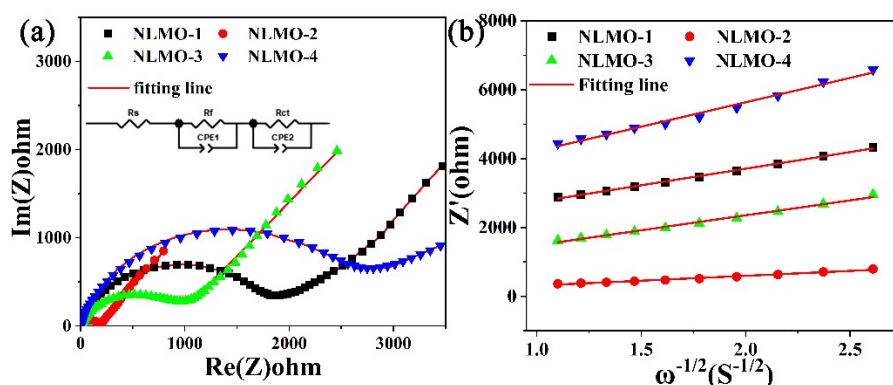 (a)
NLMO-1 NLMO-2
NLMO-3 NLMO-4
fitting line
Rs Rf Rct
CPE1 CPE2
3000
2000
1000
0
0 1000 2000 3000
Im(Z)ohm
Re(Z)ohm
(b)
NLMO-1 NLMO-2
NLMO-3 NLMO-4
Fitting line
8000
6000
4000
2000
0
1.0 1.5 2.0 2.5
Z'(ohm)
ω⁻¹/²(S⁻¹/²)